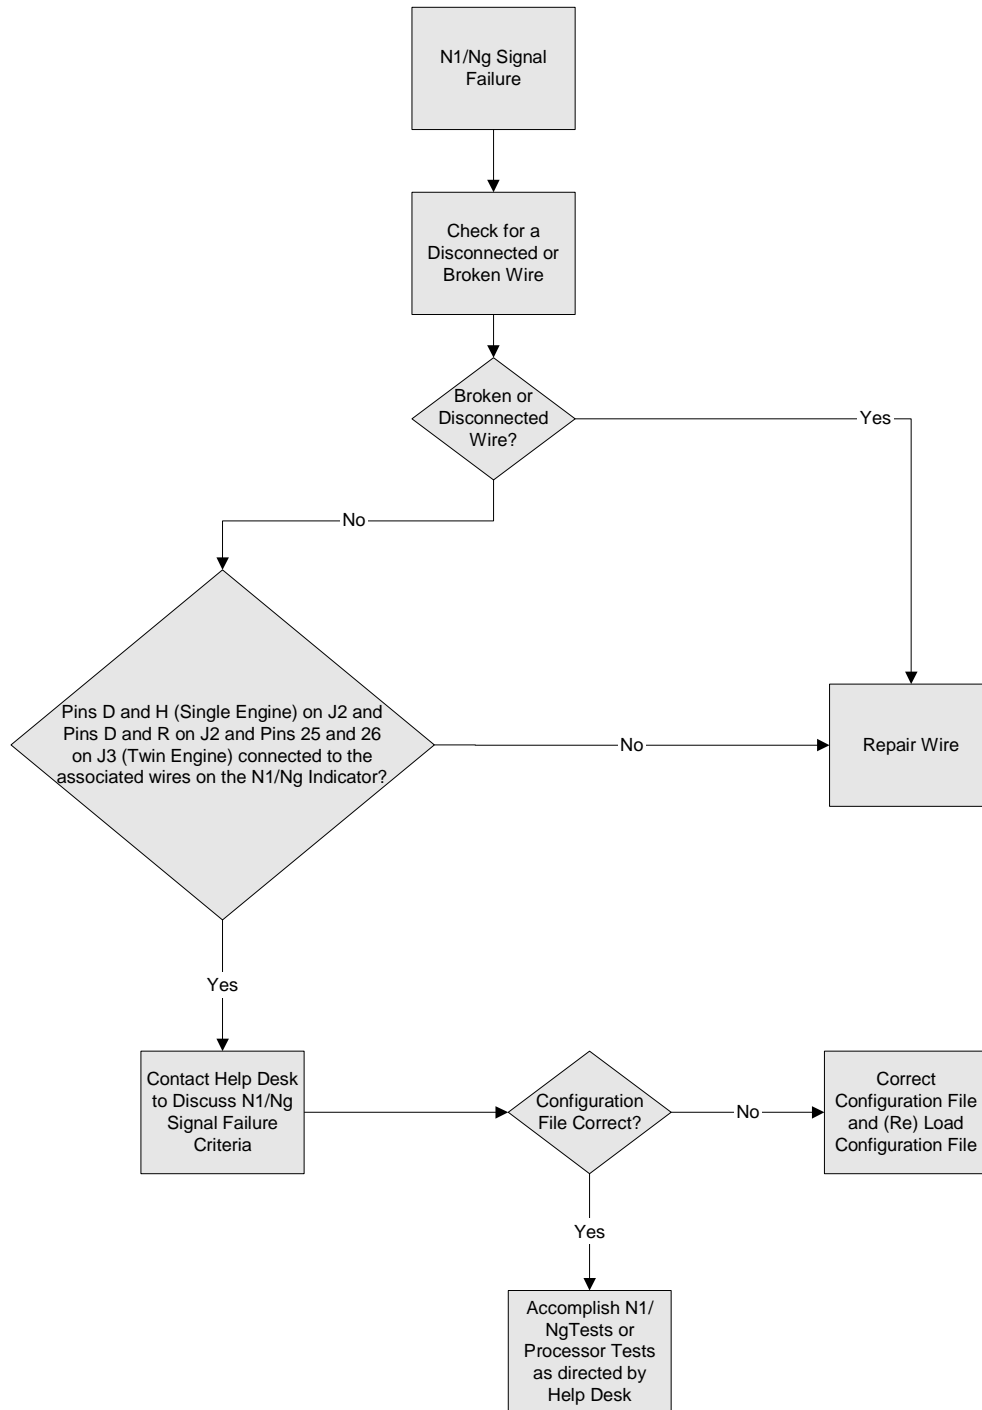 N1/Ng Signal
Failure
Check for a
Disconnected or
Broken Wire
Broken or
Disconnected
Wire?
Yes
No
Pins D and H (Single Engine) on J2 and
Pins D and R on J2 and Pins 25 and 26
on J3 (Twin Engine) connected to the
associated wires on the N1/Ng Indicator?
No
Repair Wire
Yes
Contact Help Desk
to Discuss N1/Ng
Signal Failure
Criteria
Configuration
File Correct?
No
Correct
Configuration File
and (Re) Load
Configuration File
Yes
Accomplish N1/
NgTests or
Processor Tests
as directed by
Help Desk